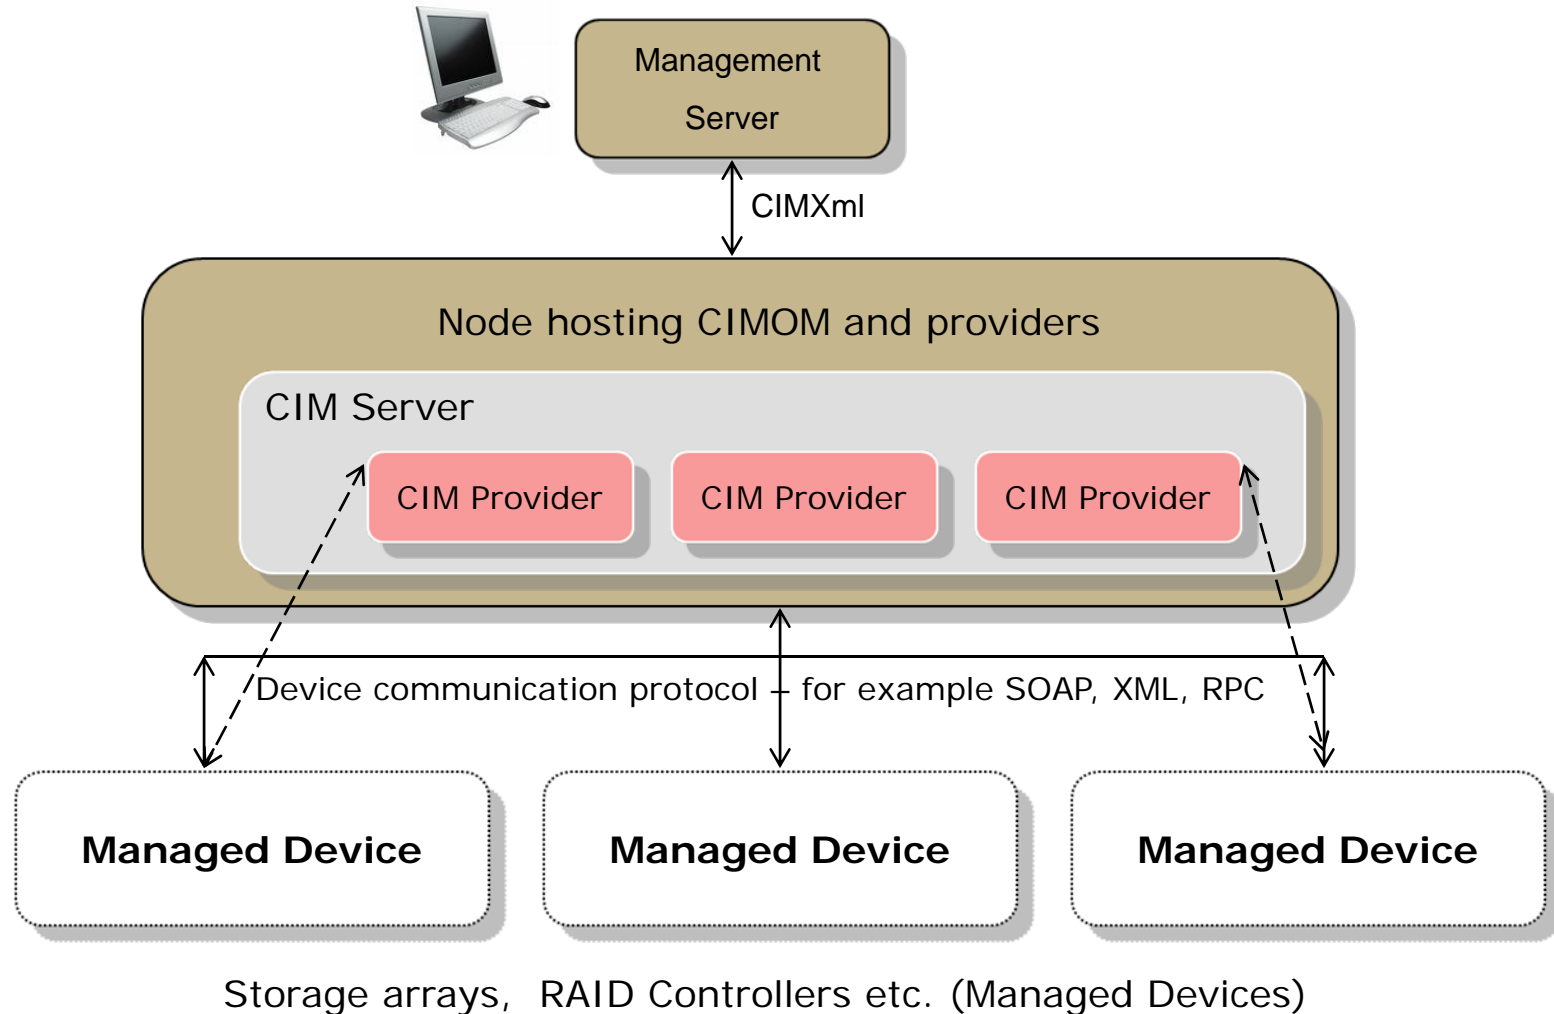 Management
Server
CIMXml
Node hosting CIMOM and providers
CIM Server
CIM Provider
CIM Provider
CIM Provider
Device communication protocol – for example SOAP, XML, RPC
Managed Device
Managed Device
Managed Device
Storage arrays, RAID Controllers etc. (Managed Devices)